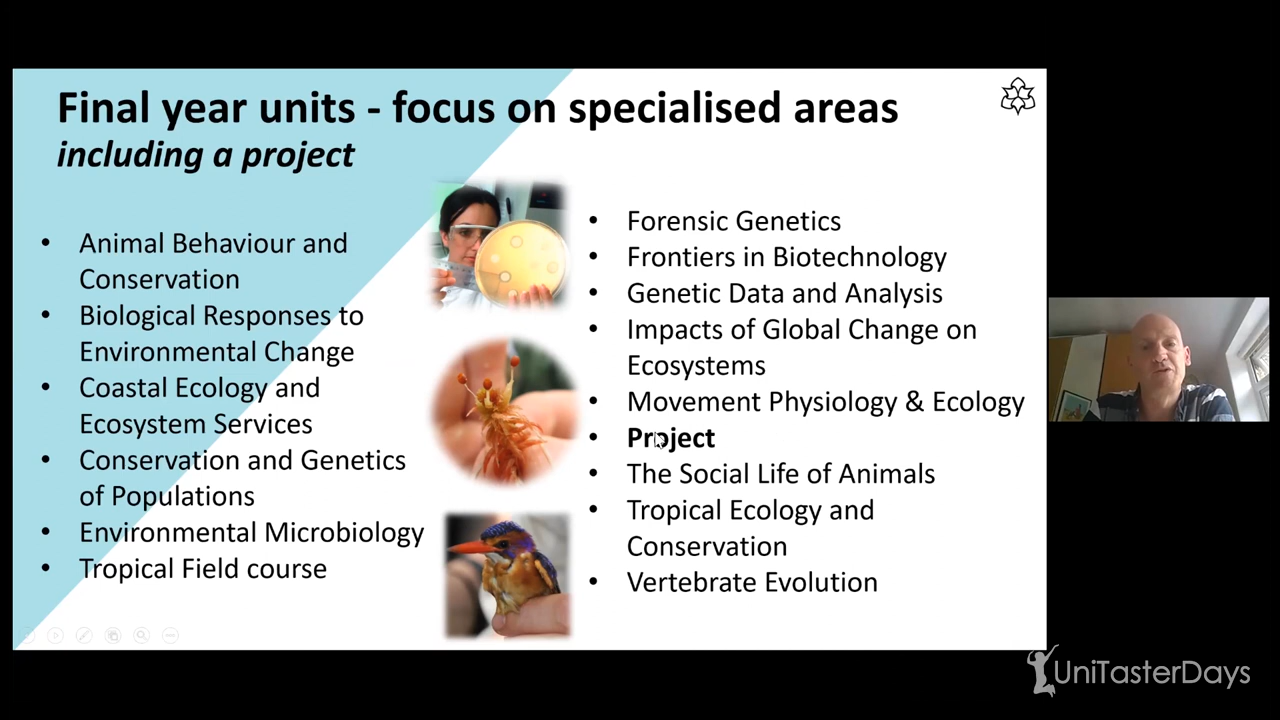 Final year units - focus on specialised areas
including a project
• Animal Behaviour and
Conservation
• Biological Responses to
Environmental Change
• Coastal Ecology and
Ecosystem Services
• Conservation and Genetics
of Populations
• Environmental Microbiology
• Tropical Field course
• Forensic Genetics
• Frontiers in Biotechnology
• Genetic Data and Analysis
• Impacts of Global Change on
Ecosystems
• Movement Physiology & Ecology
• Project
• The Social Life of Animals
• Tropical Ecology and
Conservation
• Vertebrate Evolution
UniTasterDays